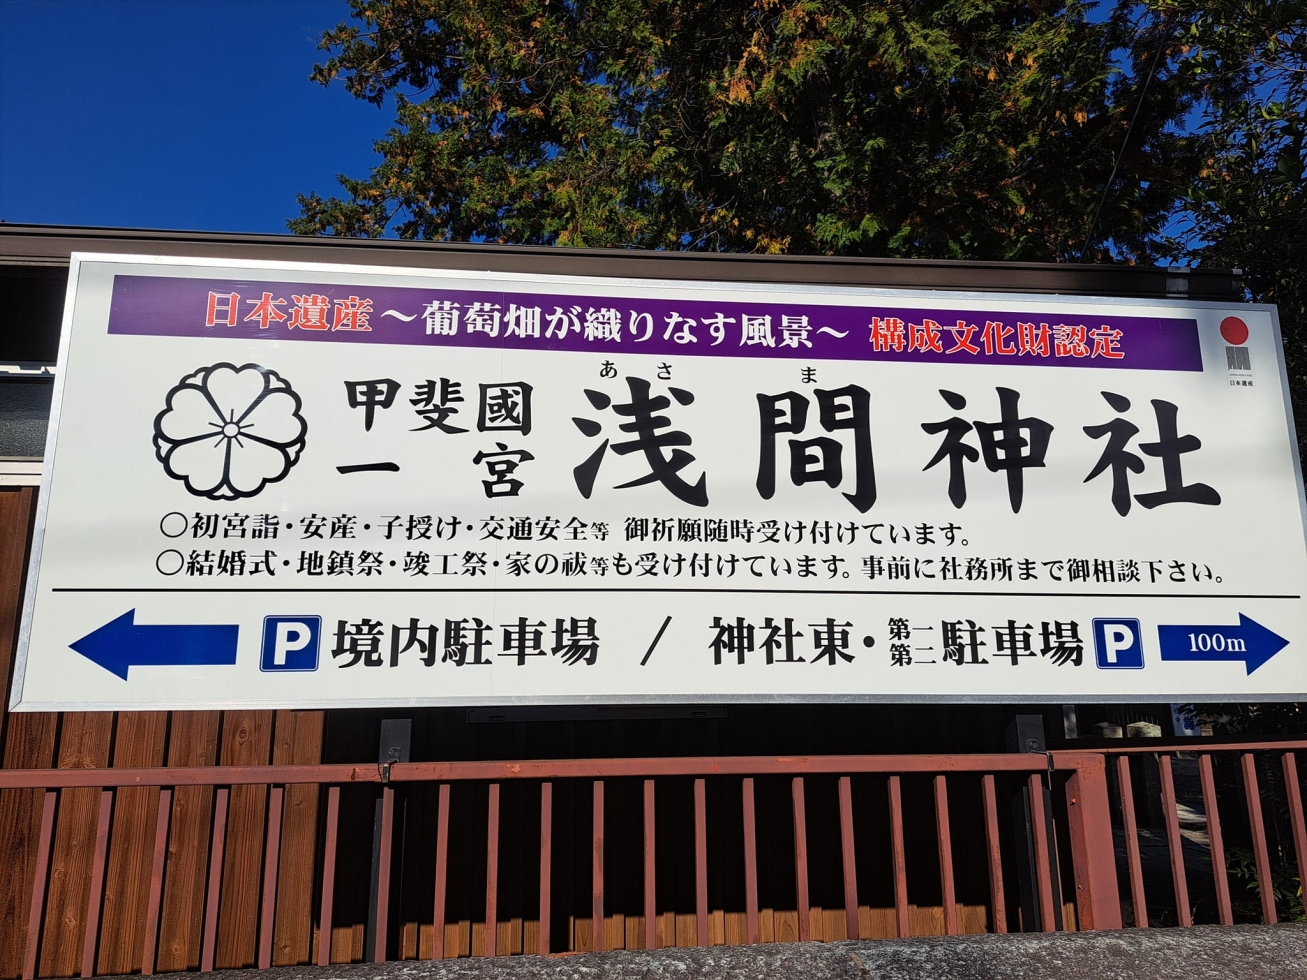 日本遺産～葡萄畑が織りなす風景～ 構成文化財認定
日本遺産
あさま
甲斐國
一宮
浅間神社
○初宮詣・安産・子授け・交通安全等 御祈願随時受け付けています。
○結婚式・地鎮祭・竣工祭・家の祓等も受け付けています。事前に社務所まで御相談下さい。
P 境内駐車場 / 神社東・第一第二駐車場 P 100m